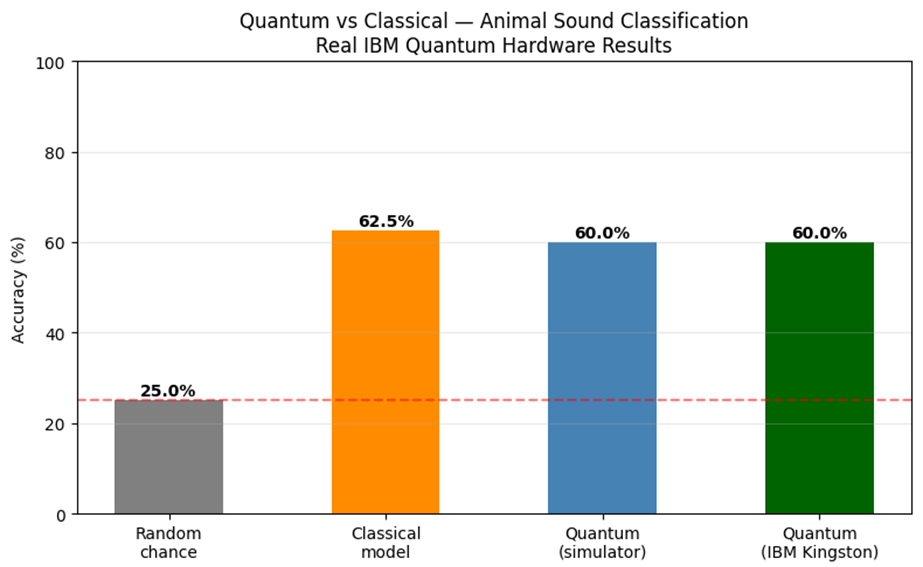 Quantum vs Classical — Animal Sound Classification
Real IBM Quantum Hardware Results
Accuracy (%)
100
80
60
40
20
0
25.0%
62.5%
60.0%
60.0%
Random
chance
Classical
model
Quantum
(simulator)
Quantum
(IBM Kingston)